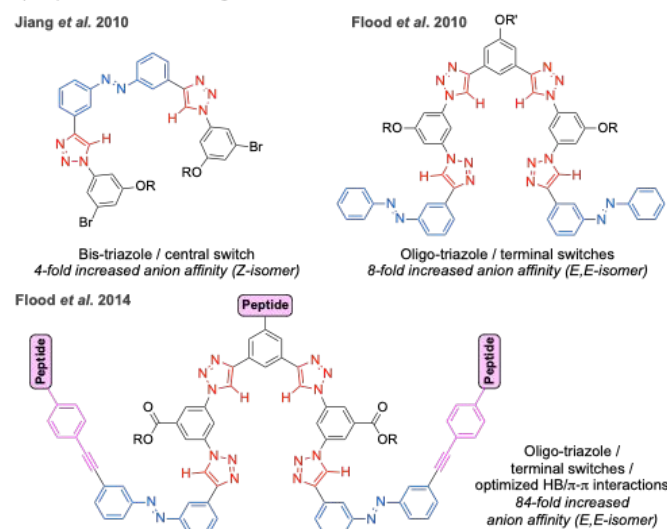 Jiang et al. 2010
Flood et al. 2010
OR'
N=N
N N N
N N N
N N N
N N
H
N
H
H
N
H
N N N
Br
RO
OR
RO
OR
Br
H
N N N
H
N N N
N=N
N=N
Bis-triazole / central switch
4-fold increased anion affinity (Z-isomer)
Oligo-triazole / terminal switches
8-fold increased anion affinity (E,E-isomer)
Flood et al. 2014
Peptide
Peptide
Peptide
N N N
N N N
H
H
O
RO
O
OR
N N N
H
H
N N N
N=N
N=N
Oligo-triazole /
terminal switches /
optimized HB/π-π interactions
84-fold increased
anion affinity (E,E-isomer)